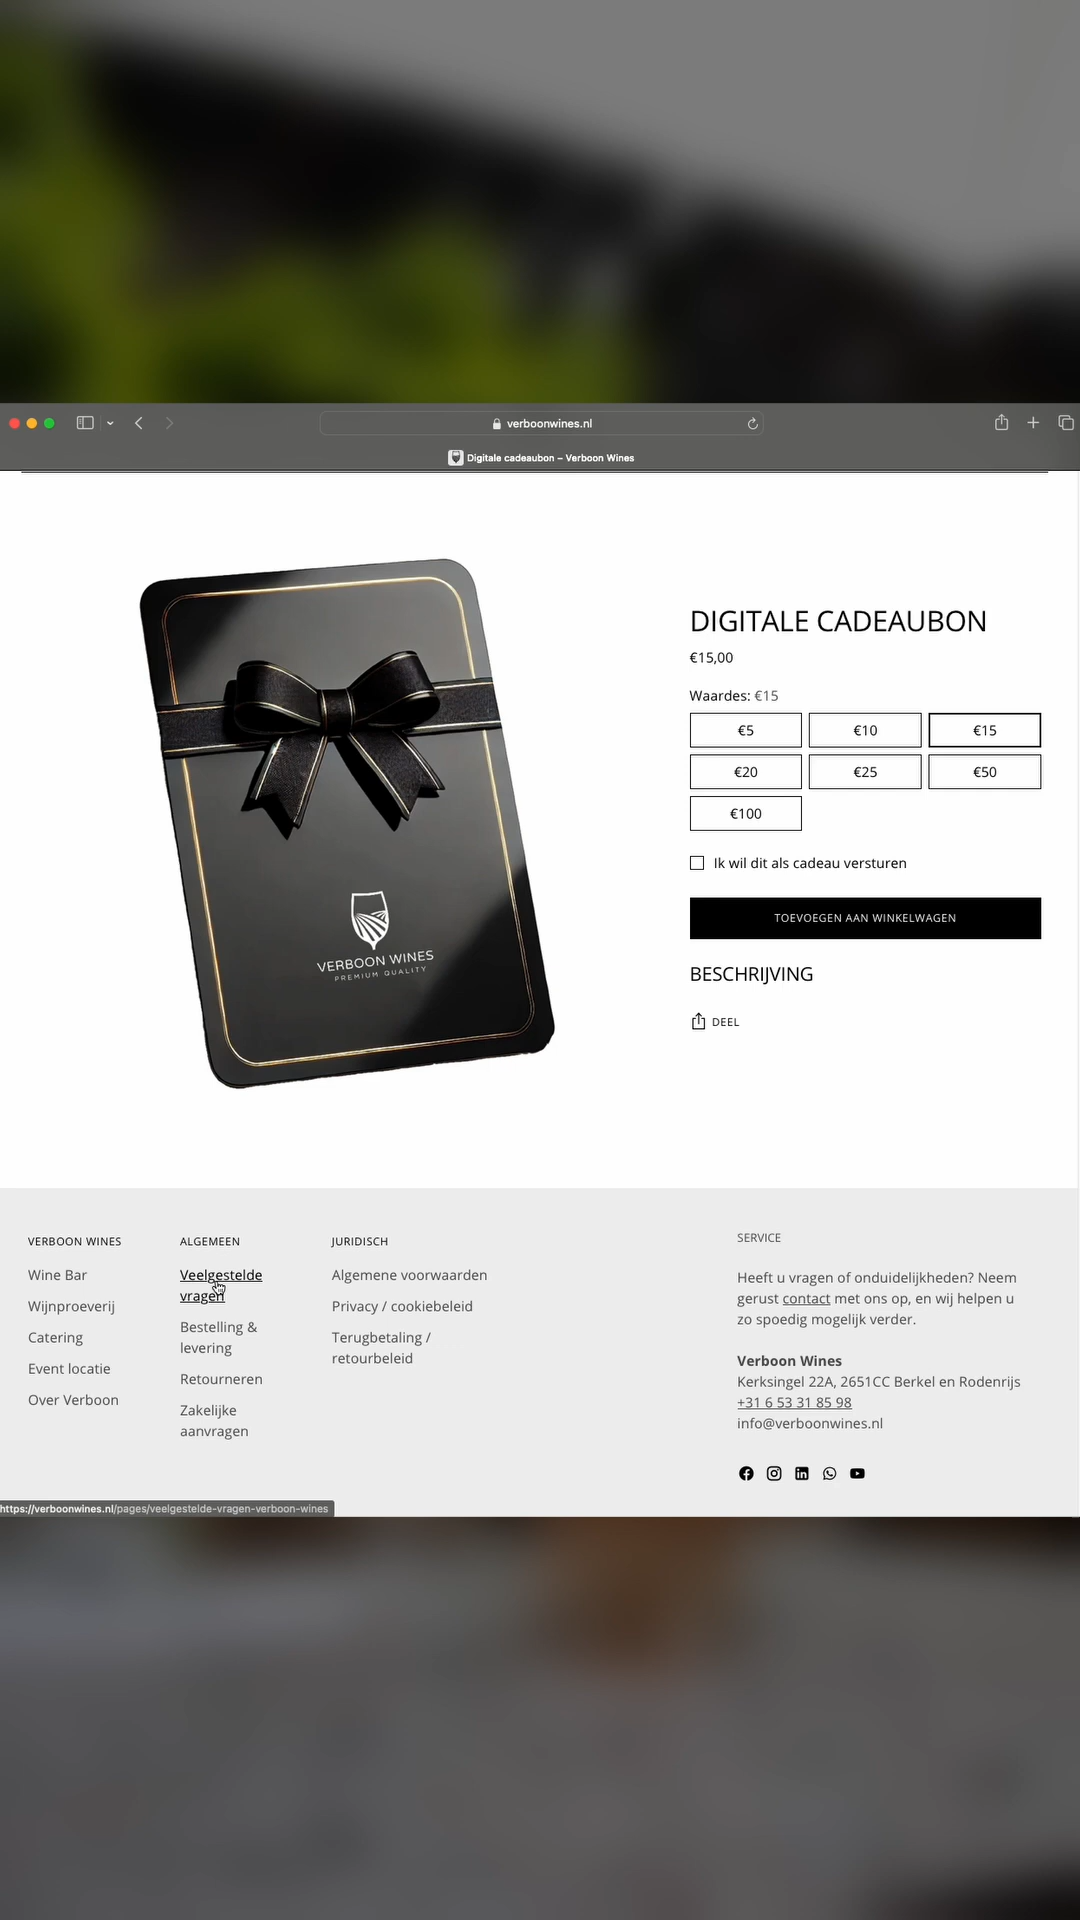 verboonwines.nl
Digitale cadeaubon – Verboon Wines
VERBOON WINES
PREMIUM QUALITY
DIGITALE CADEAUBON
€15,00
Waardes: €15
€5
€10
€15
€20
€25
€50
€100
Ik wil dit als cadeau versturen
TOEVOEGEN AAN WINKELWAGEN
BESCHRIJVING
DEEL
VERBOON WINES
Wine Bar
Wijnproeverij
Catering
Event locatie
Over Verboon
ALGEMEEN
Veelgestelde
vragen
Bestelling &
levering
Retourneren
Zakelijke
aanvragen
JURIDISCH
Algemene voorwaarden
Privacy / cookiebeleid
Terugbetaling /
retourbeleid
SERVICE
Heeft u vragen of onduidelijkheden? Neem
gerust contact met ons op, en wij helpen u
zo spoedig mogelijk verder.
Verboon Wines
Kerksingel 22A, 2651CC Berkel en Rodenrijs
+31 6 53 31 85 98
info@verboonwines.nl
https://verboonwines.nl/pages/veelgestelde-vragen-verboon-wines